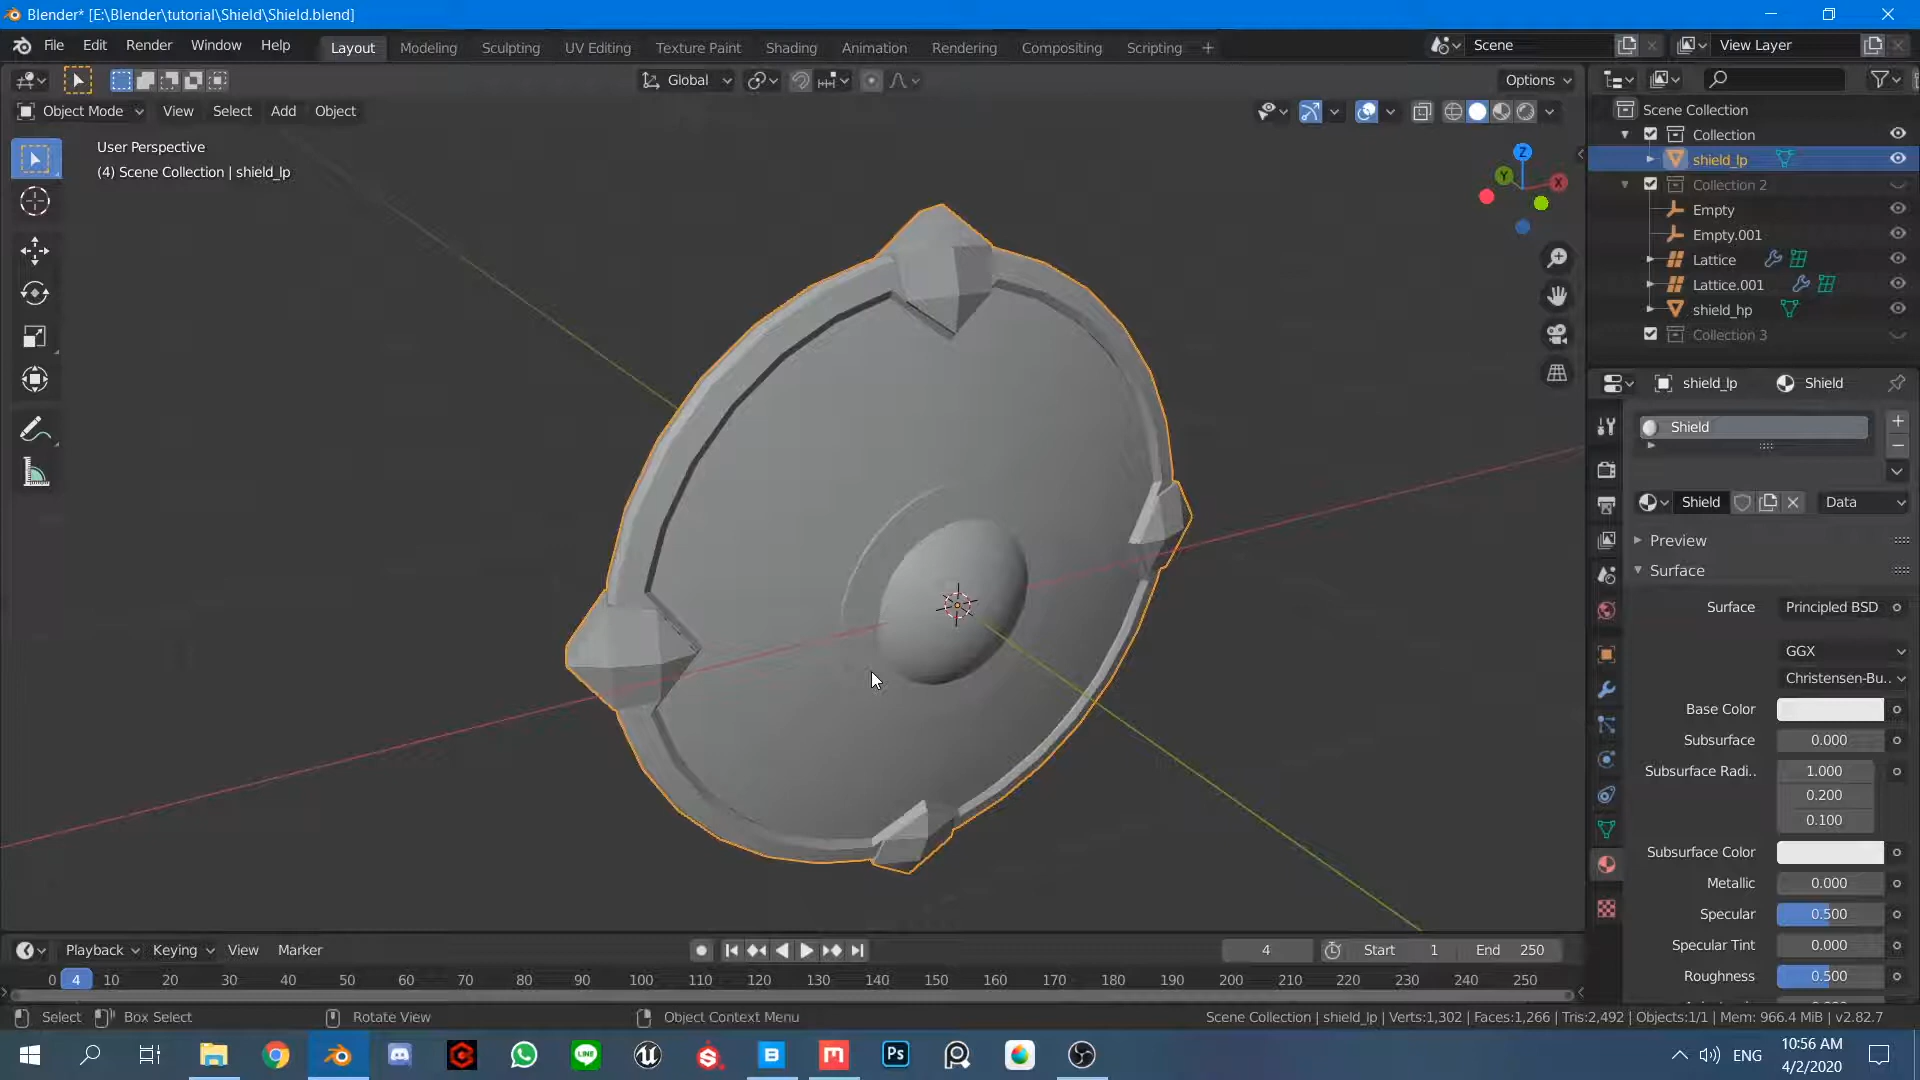 Blender* [E:\Blender\tutorial\Shield\Shield.blend]
File Edit Render Window Help Layout Modeling Sculpting UV Editing Texture Paint Shading Animation Rendering Compositing Scripting + Scene View Layer
Global Options
Object Mode View Select Add Object
User Perspective
(4) Scene Collection | shield_lp
Z
Y
X
Scene Collection
Collection
shield_lp
Collection 2
Empty
Empty.001
Lattice
Lattice.001
shield_hp
Collection 3
shield_lp Shield
Shield
Shield Data
Preview
Surface
Surface Principled BSD
GGX
Christensen-Bu..
Base Color
Subsurface 0.000
Subsurface Radi.. 1.000
0.200
0.100
Subsurface Color
Metallic 0.000
Specular 0.500
Specular Tint 0.000
Roughness 0.500
Playback Keying View Marker 4 Start 1 End 250
0 4 10 20 30 40 50 60 70 80 90 100 110 120 130 140 150 160 170 180 190 200 210 220 230 240 250
Select Box Select Rotate View Object Context Menu Scene Collection | shield_lp | Verts:1,302 | Faces:1,266 | Tris:2,492 | Objects:1/1 | Mem: 966.4 MiB | v2.82.7
LINE B Ps ENG 10:56 AM
4/2/2020